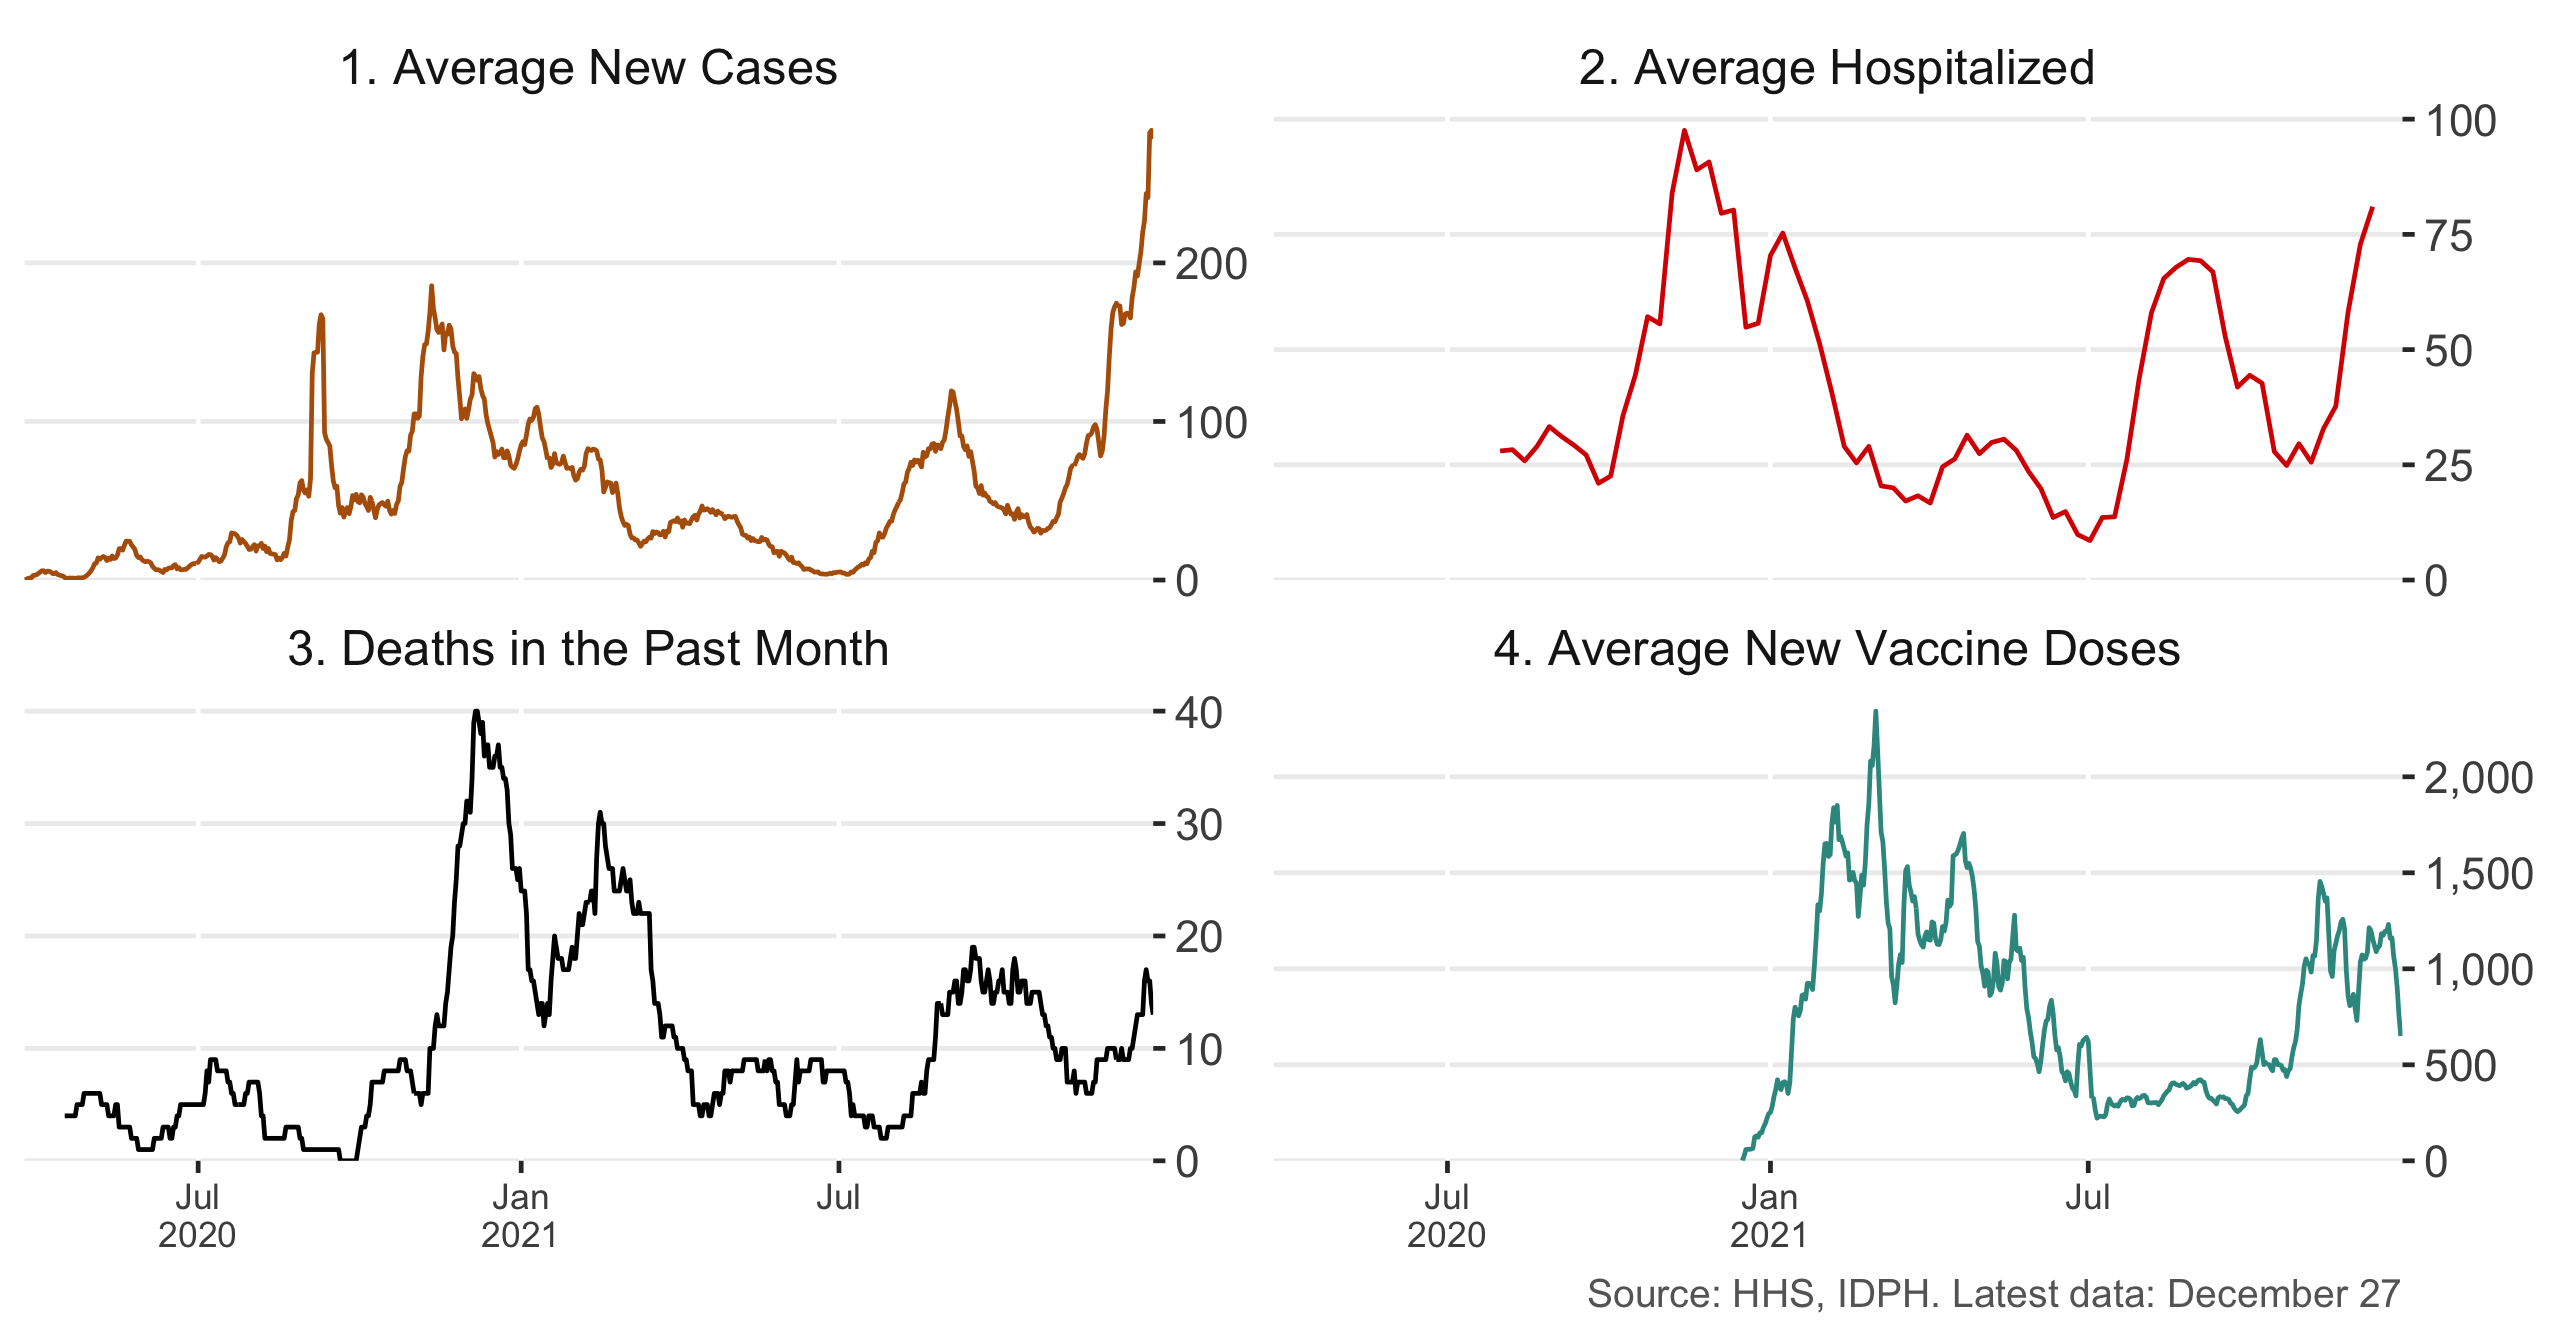 1. Average New Cases
200
100
0
2. Average Hospitalized
100
75
50
25
0
3. Deaths in the Past Month
40
30
20
10
0
Jul
2020
Jan
2021
Jul
4. Average New Vaccine Doses
2,000
1,500
1,000
500
0
Jul
2020
Jan
2021
Jul
Source: HHS, IDPH. Latest data: December 27